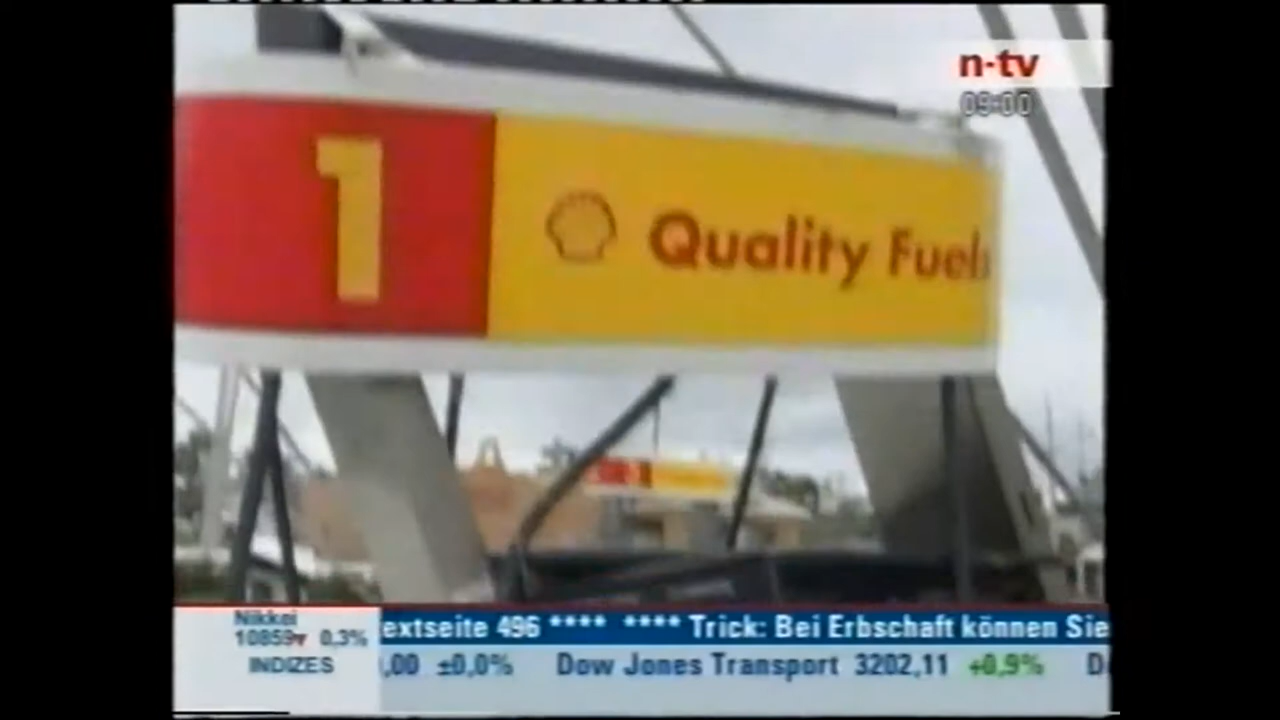 n-tv
09:00
1 Quality Fuels
Nikkei
10859 0,3%
INDIZES
extseite 496 **** **** Trick: Bei Erbschaft können Sie
,00 ±0,0% Dow Jones Transport 3202,11 +0,9% D